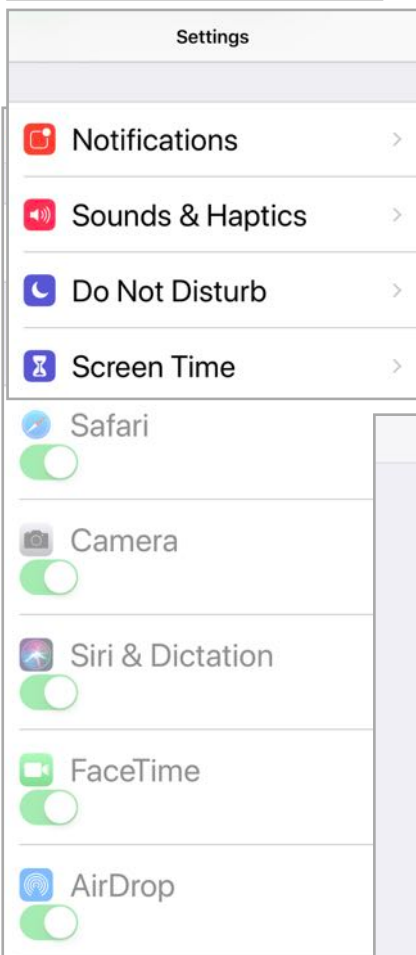 Settings
Notifications
Sounds & Haptics
Do Not Disturb
Screen Time
Safari
Camera
Siri & Dictation
FaceTime
AirDrop